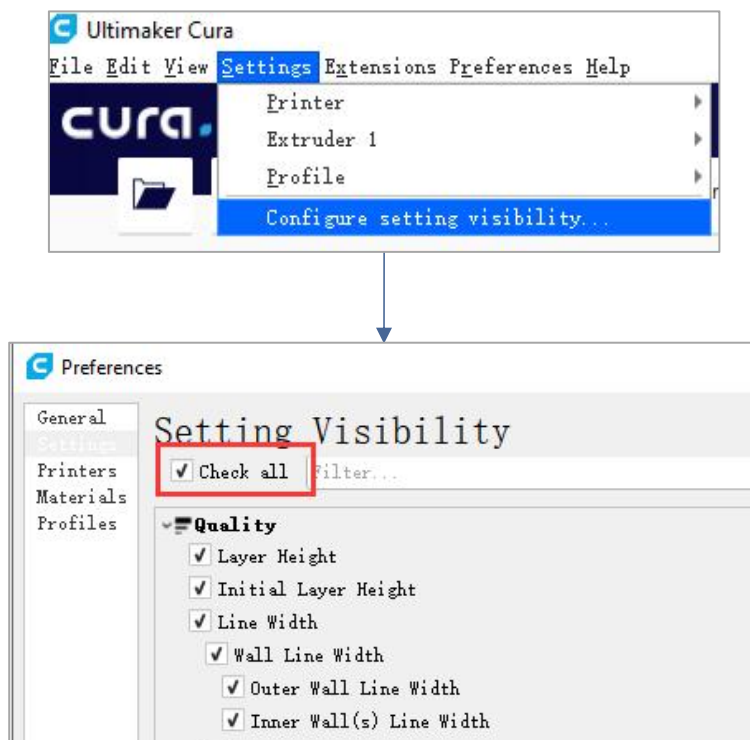 Ultimaker Cura
File Edit View Settings Extensions Preferences Help
cura.
Printer
Extruder 1
Profile
Configure setting visibility...
Preferences
General
Settings
Printers
Materials
Profiles
Setting Visibility
Check all
Filter...
Quality
Layer Height
Initial Layer Height
Line Width
Wall Line Width
Outer Wall Line Width
Inner Wall(s) Line Width